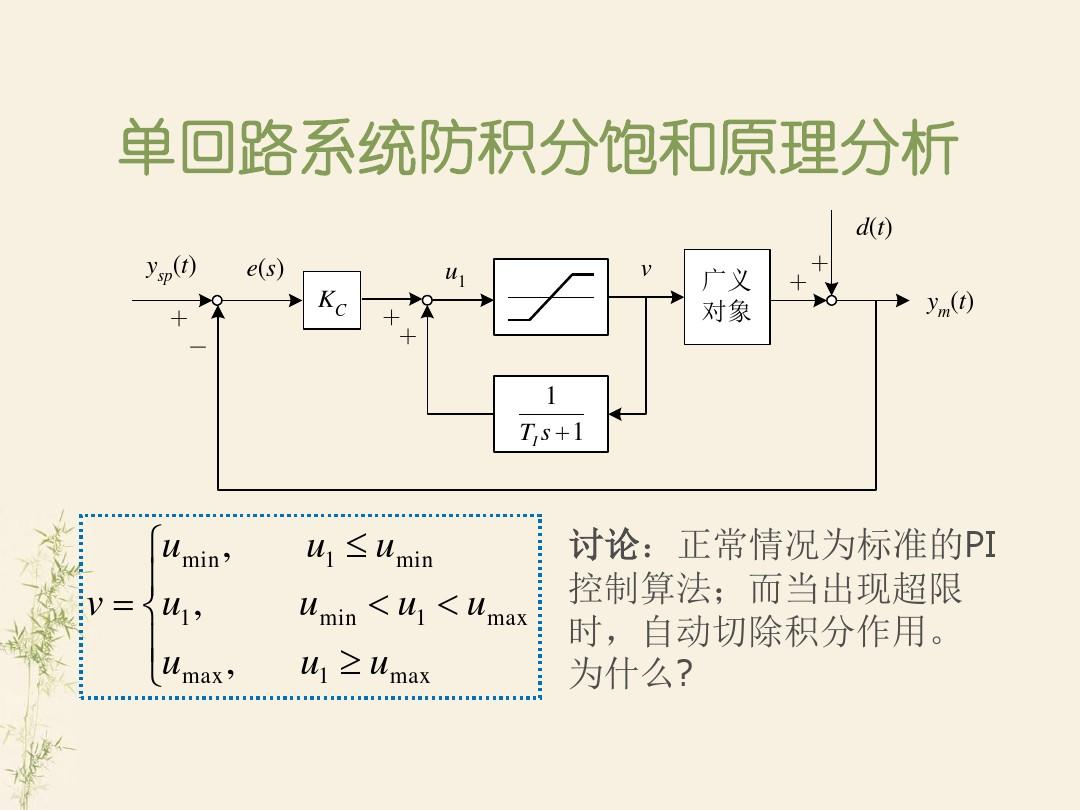 单回路系统防积分饱和原理分析
d(t)
y_sp(t) e(s) u_1 v
K_C
广义
对象
y_m(t)
+ − + + + +
1
T_I s+1
v = { u_min, u_1 ≤ u_min
u_1, u_min < u_1 < u_max
u_max, u_1 ≥ u_max
讨论：正常情况为标准的PI
控制算法；而当出现超限
时，自动切除积分作用。
为什么?